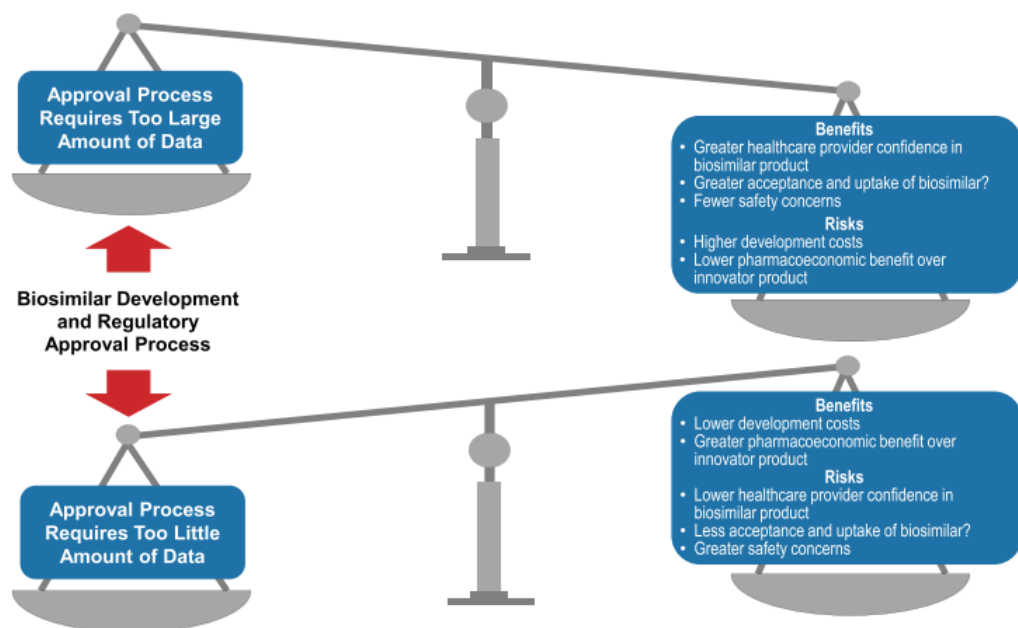 Approval Process
Requires Too Large
Amount of Data
Benefits
• Greater healthcare provider confidence in
biosimilar product
• Greater acceptance and uptake of biosimilar?
• Fewer safety concerns
Risks
• Higher development costs
• Lower pharmacoeconomic benefit over
innovator product
Biosimilar Development
and Regulatory
Approval Process
Approval Process
Requires Too Little
Amount of Data
Benefits
• Lower development costs
• Greater pharmacoeconomic benefit over
innovator product
Risks
• Lower healthcare provider confidence in
biosimilar product
• Less acceptance and uptake of biosimilar?
• Greater safety concerns